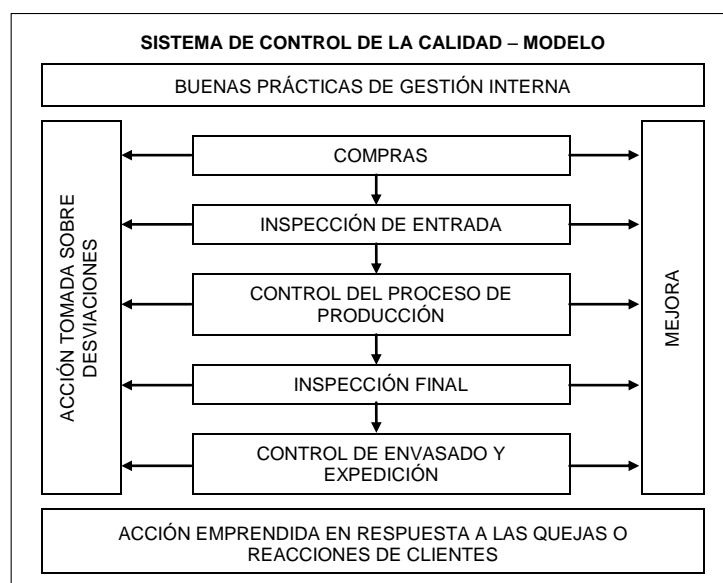 SISTEMA DE CONTROL DE LA CALIDAD – MODELO
BUENAS PRÁCTICAS DE GESTIÓN INTERNA
ACCIÓN TOMADA SOBRE
DESVIACIONES
COMPRAS
INSPECCIÓN DE ENTRADA
CONTROL DEL PROCESO DE
PRODUCCIÓN
INSPECCIÓN FINAL
CONTROL DE ENVASADO Y
EXPEDICIÓN
MEJORA
ACCIÓN EMPRENDIDA EN RESPUESTA A LAS QUEJAS O
REACCIONES DE CLIENTES